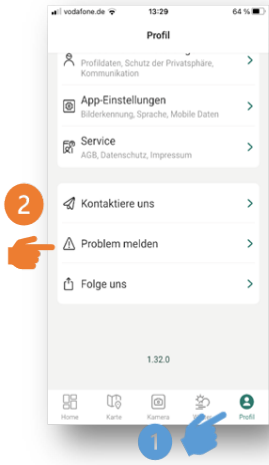 vodafone.de 13:29 64 %
Profil
Profildaten, Schutz der Privatsphäre,
Kommunikation
App-Einstellungen
Bilderkennung, Sprache, Mobile Daten
Service
AGB, Datenschutz, Impressum
2
Kontaktiere uns
Problem melden
Folge uns
1.32.0
Home Karte Kamera Profil
1